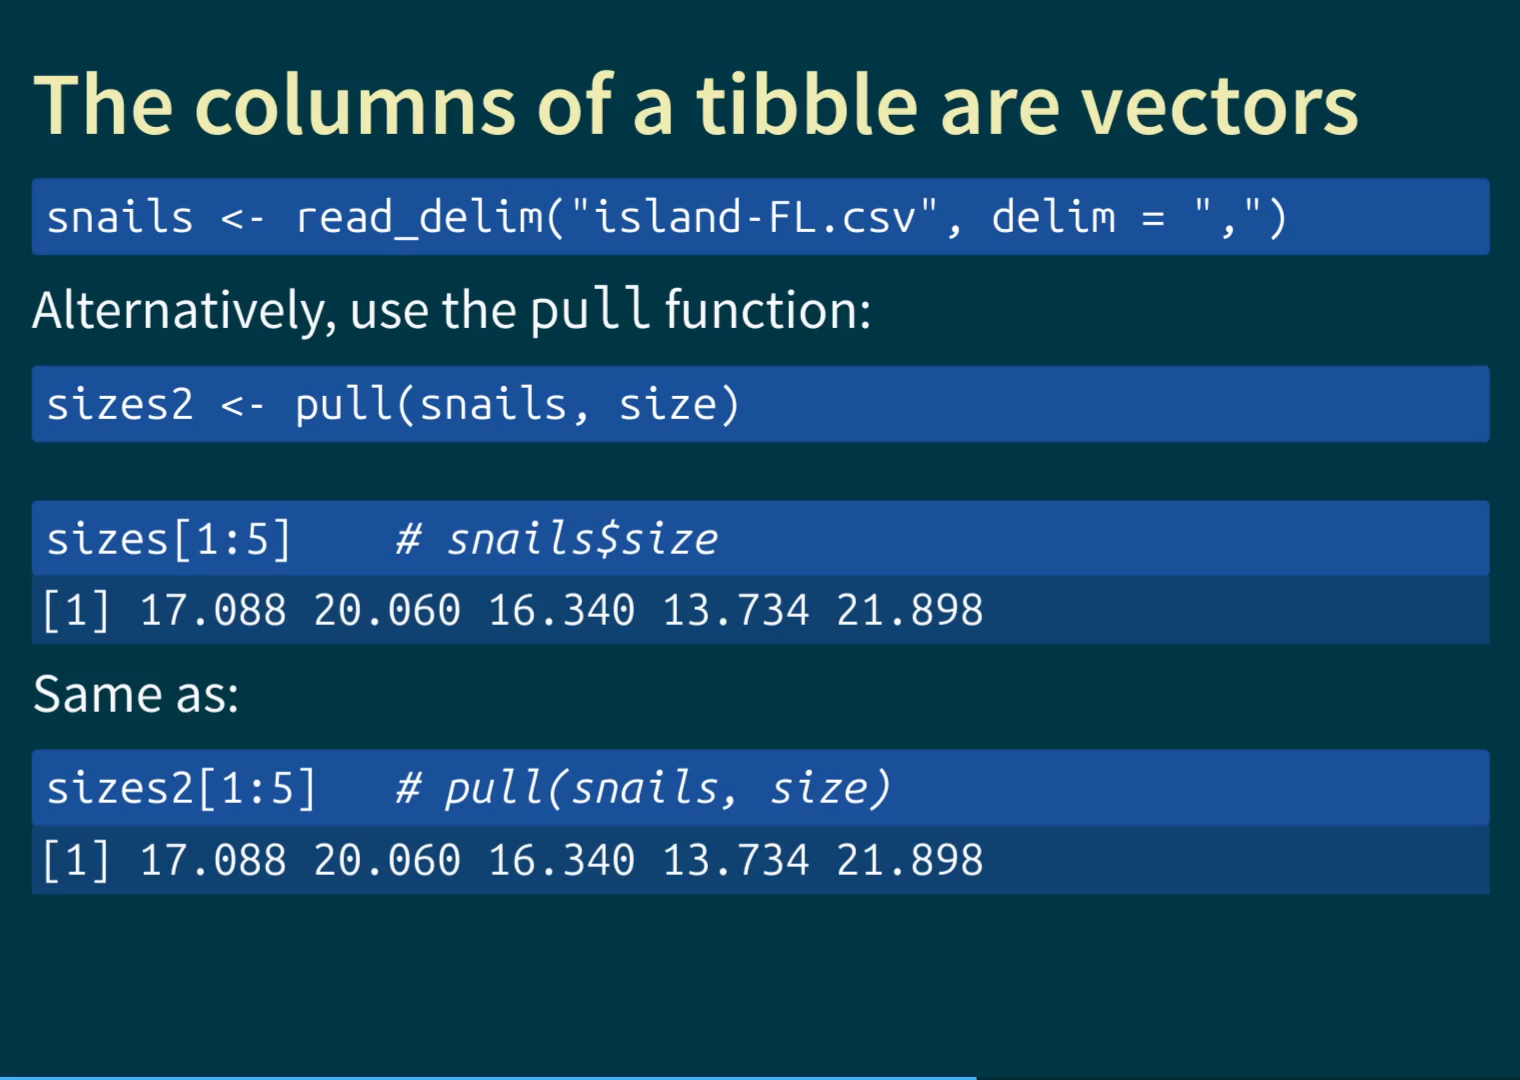 The columns of a tibble are vectors
snails <- read_delim("island-FL.csv", delim = ",")
Alternatively, use the pull function:
sizes2 <- pull(snails, size)
sizes[1:5]    # snails$size
[1] 17.088 20.060 16.340 13.734 21.898
Same as:
sizes2[1:5]   # pull(snails, size)
[1] 17.088 20.060 16.340 13.734 21.898